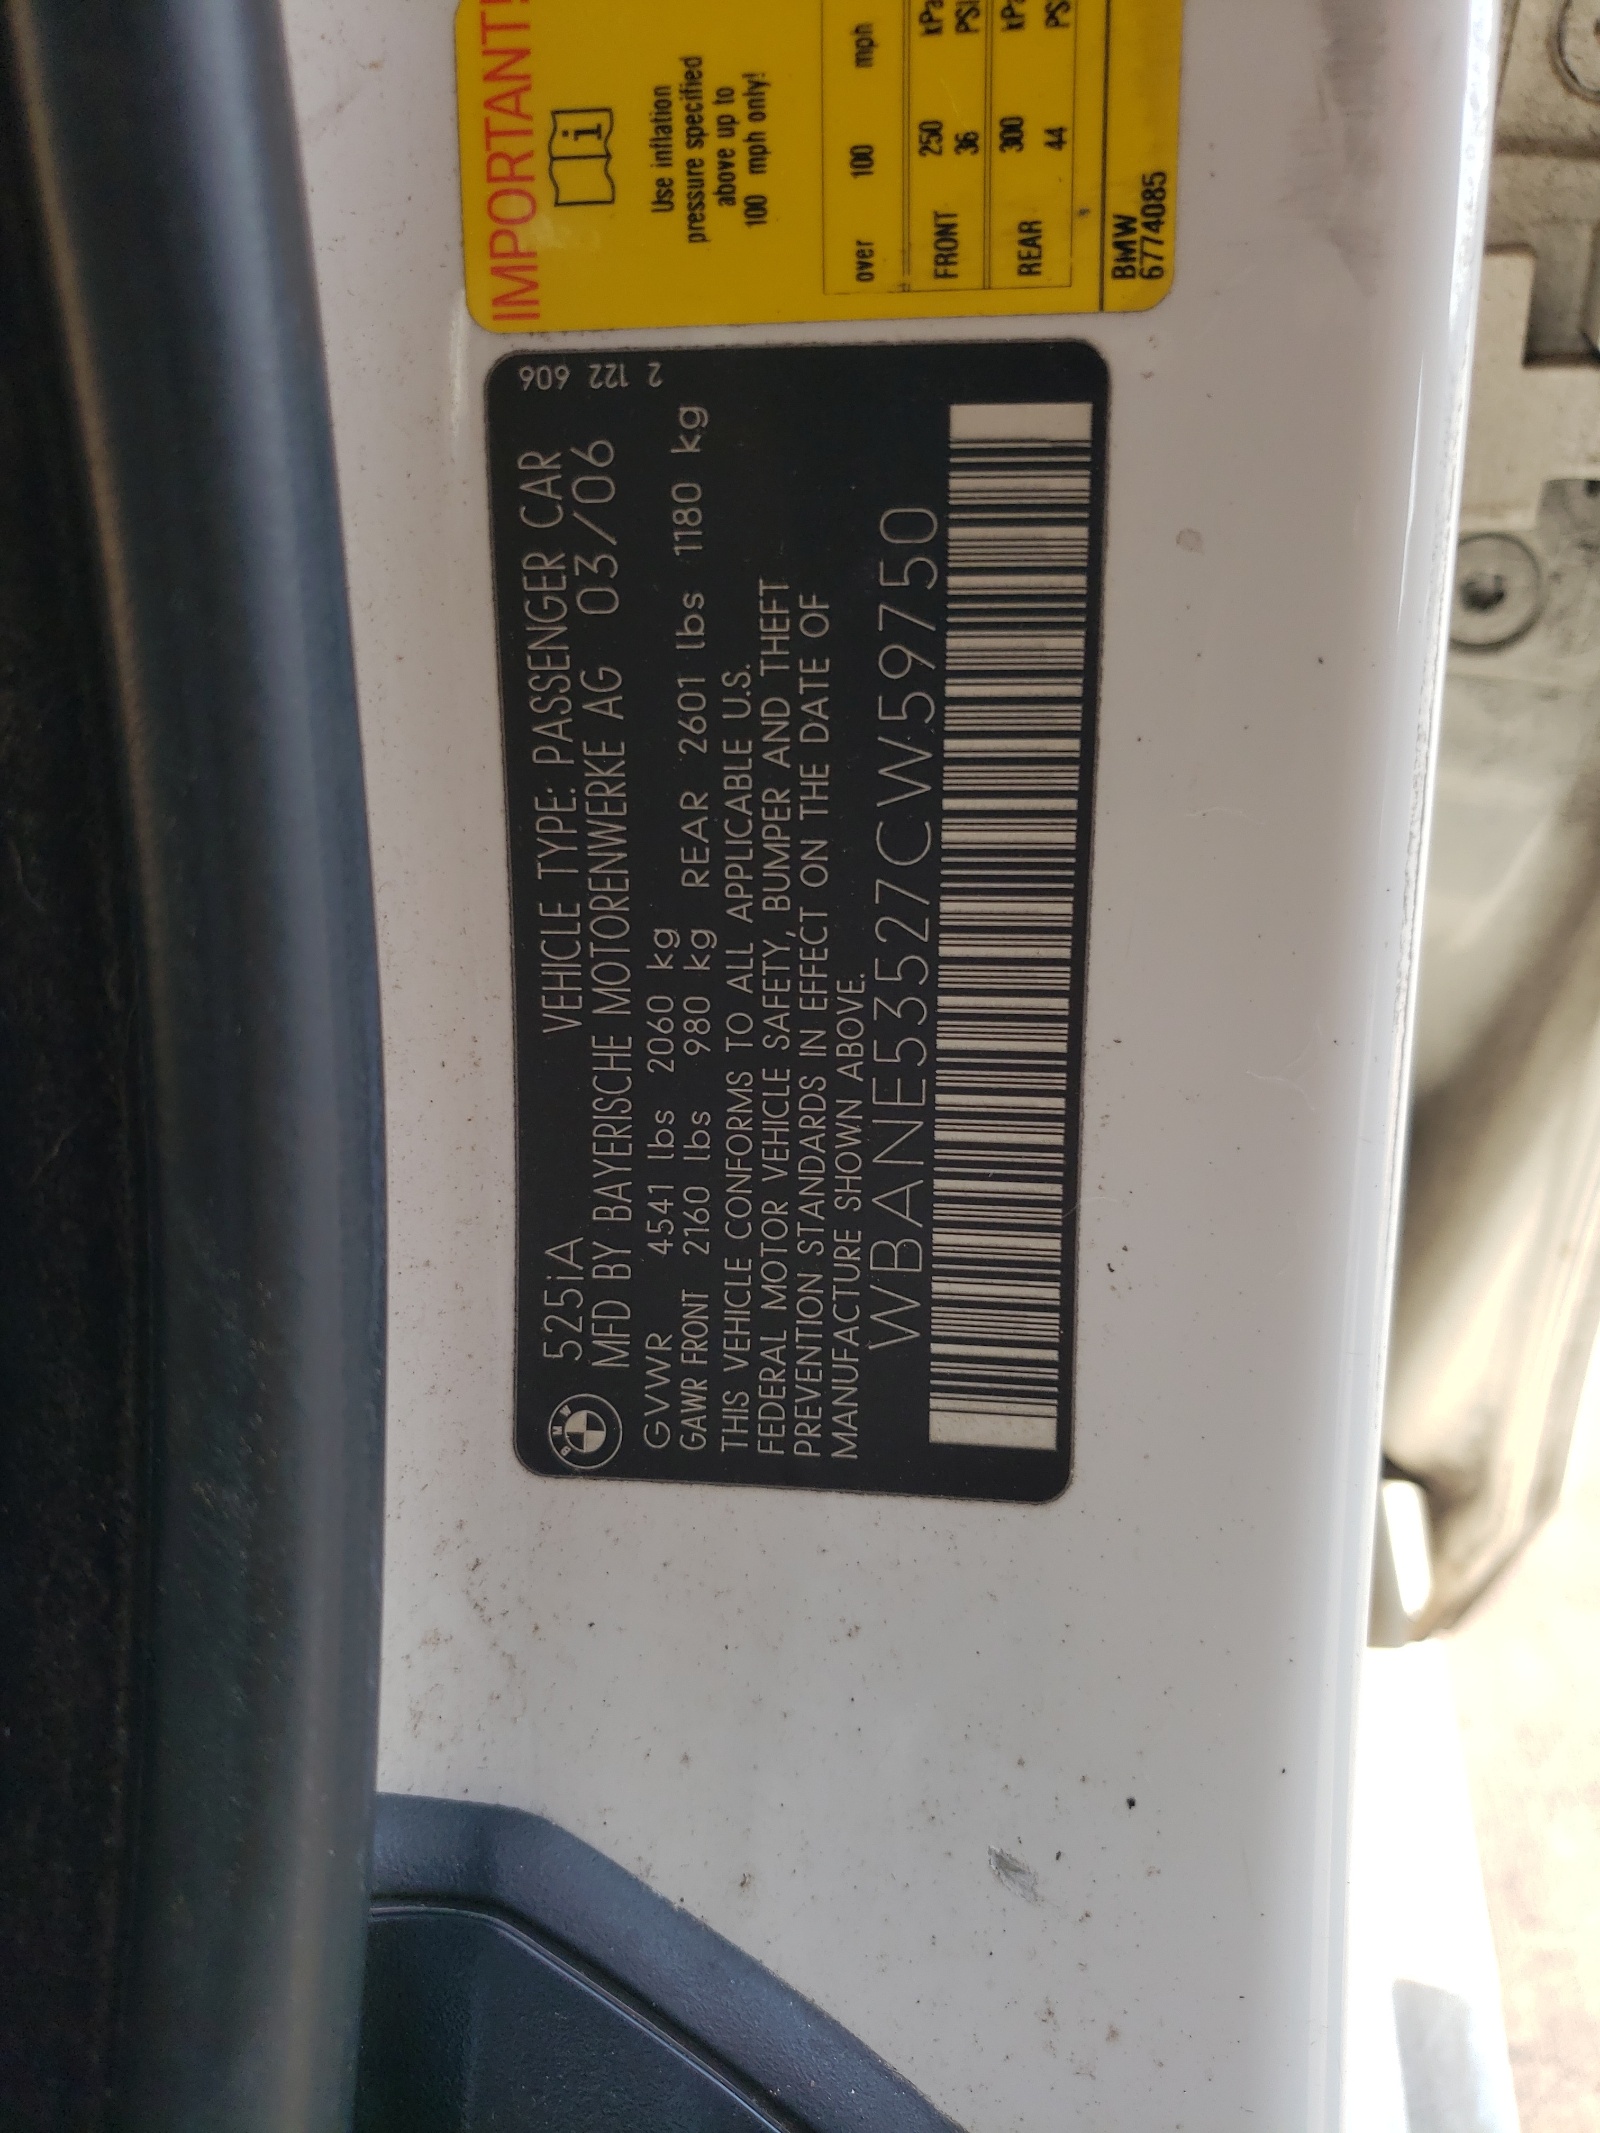 525iA VEHICLE TYPE: PASSENGER CAR
MFD BY BAYERISCHE MOTORENWERKE AG 03/06
GVWR 4541 lbs 2060 kg
GAWR FRONT 2160 lbs 980 kg REAR 2601 lbs 1180 kg
THIS VEHICLE CONFORMS TO ALL APPLICABLE U.S.
FEDERAL MOTOR VEHICLE SAFETY, BUMPER AND THEFT
PREVENTION STANDARDS IN EFFECT ON THE DATE OF
MANUFACTURE SHOWN ABOVE.
WBANE53527CW59750
BMW
2 122 606
IMPORTANT!
i
Use inflation
pressure specified
above up to
100 mph only!
over 100 mph
FRONT 250 kPa
36 PSI
REAR 300
44
BMW
6774085